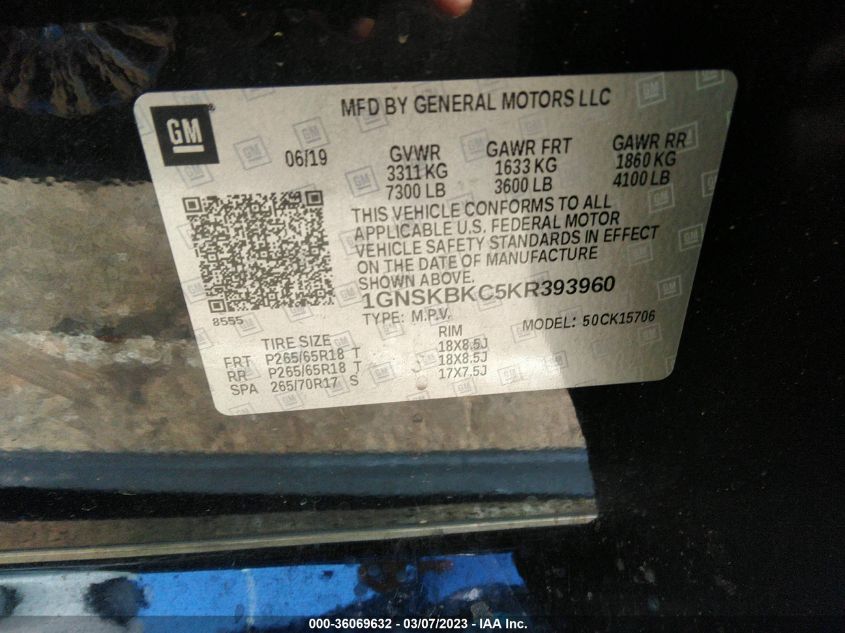 MFD BY GENERAL MOTORS LLC
GM
06/19
GVWR
3311 KG
7300 LB
GAWR FRT
1633 KG
3600 LB
GAWR RR
1860 KG
4100 LB
THIS VEHICLE CONFORMS TO ALL
APPLICABLE U.S. FEDERAL MOTOR
VEHICLE SAFETY STANDARDS IN EFFECT
ON THE DATE OF MANUFACTURE
SHOWN ABOVE.
1GNSKBKC5KR393960
8555
TYPE: M.P.V.
MODEL: 50CK15706
TIRE SIZE RIM
FRT P265/65R18 T 18X8.5J
RR P265/65R18 T 18X8.5J
SPA 265/70R17 S 17X7.5J
000-36069632 - 03/07/2023 - IAA Inc.